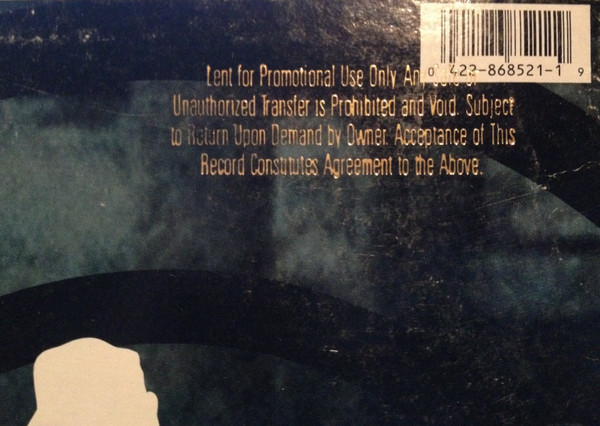 0 422-868521-1 9
Lent for Promotional Use Only. Any
Unauthorized Transfer is Prohibited and Void. Subject
to Return Upon Demand by Owner. Acceptance of This
Record Constitutes Agreement to the Above.